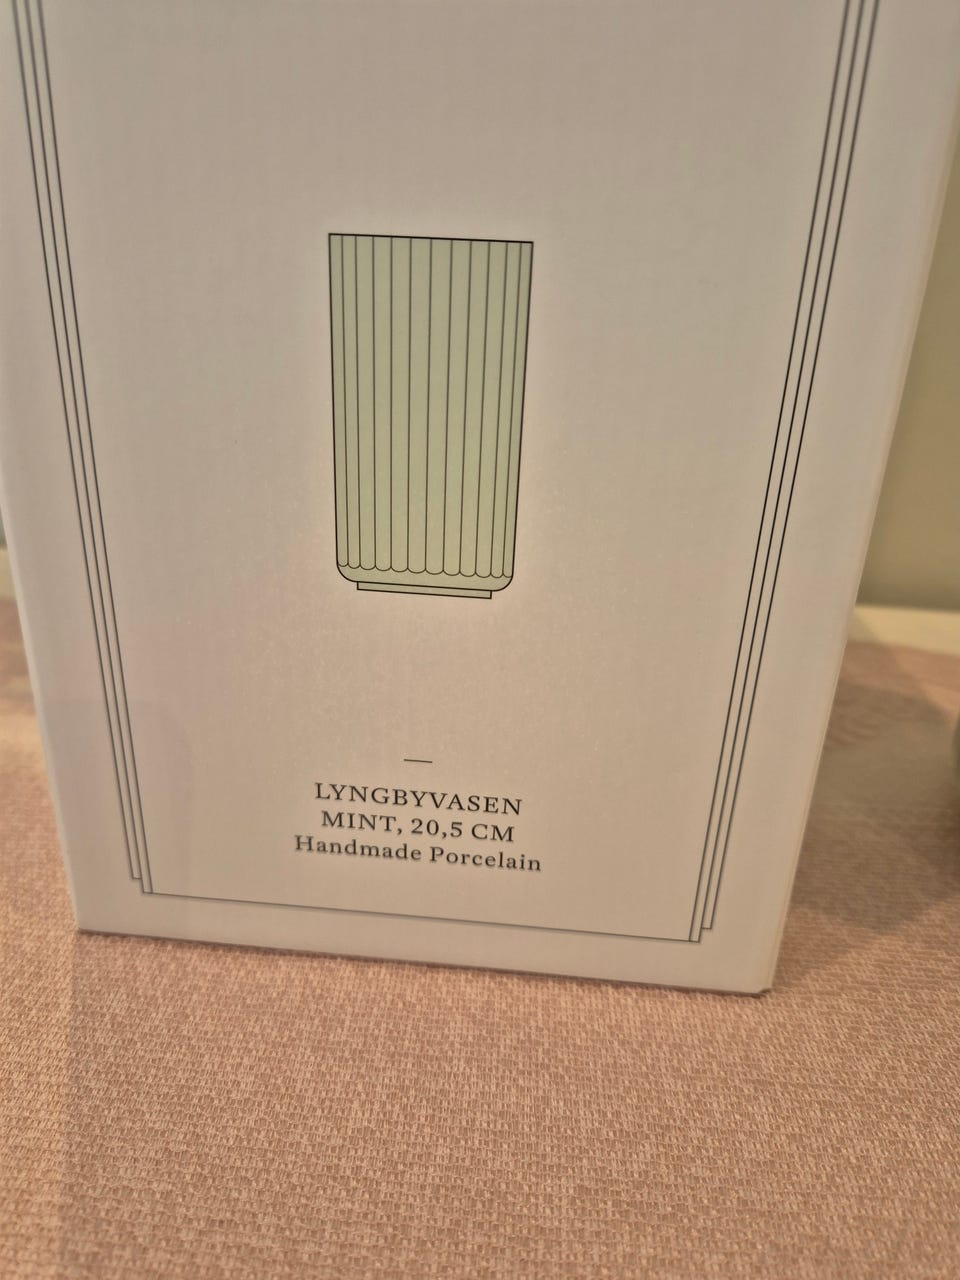 LYNGBYVASEN
MINT, 20,5 CM
Handmade Porcelain